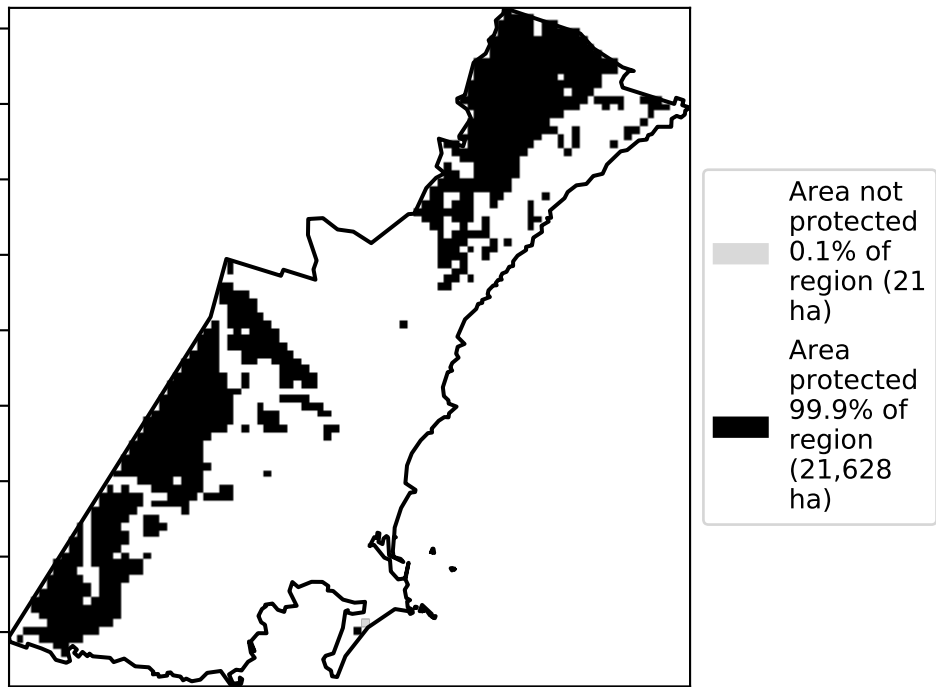 Area not
protected
0.1% of
region (21
ha)
Area
protected
99.9% of
region
(21,628
ha)